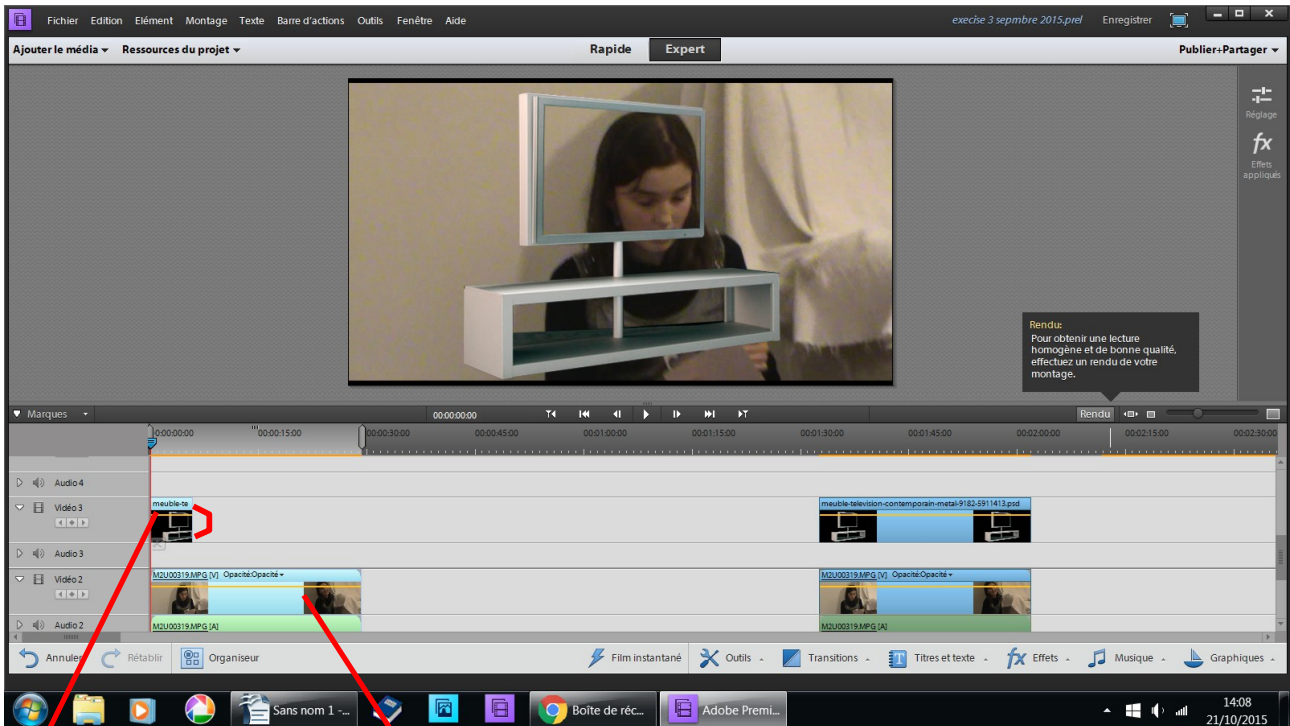 Fichier Edition Elément Montage Texte Barre d'actions Outils Fenêtre Aide execise 3 sepmbre 2015.prel Enregistrer
Ajouter le média Ressources du projet Rapide Expert Publier+Partager
Réglage
fx
Effets
appliqués
Rendu:
Pour obtenir une lecture
homogène et de bonne qualité,
effectuez un rendu de votre
montage.
Marques 00:00:00:00 Rendu
00:00:00:00 00:00:15:00 00:00:30:00 00:00:45:00 00:01:00:00 00:01:15:00 00:01:30:00 00:01:45:00 00:02:00:00 00:02:15:00 00:02:30:00
Audio 4
Vidéo 3 meuble-te meuble-television-contemporain-metal-9182-5911413.psd
Audio 3
Vidéo 2 M2U00319.MPG [V] Opacité:Opacité M2U00319.MPG [V] Opacité:Opacité
Audio 2 M2U00319.MPG [A] M2U00319.MPG [A]
Annuler Rétablir Organiseur Film instantané Outils Transitions Titres et texte fx Effets Musique Graphiques
Sans nom 1 -... Boîte de réc... Adobe Premi...
14:08
21/10/2015